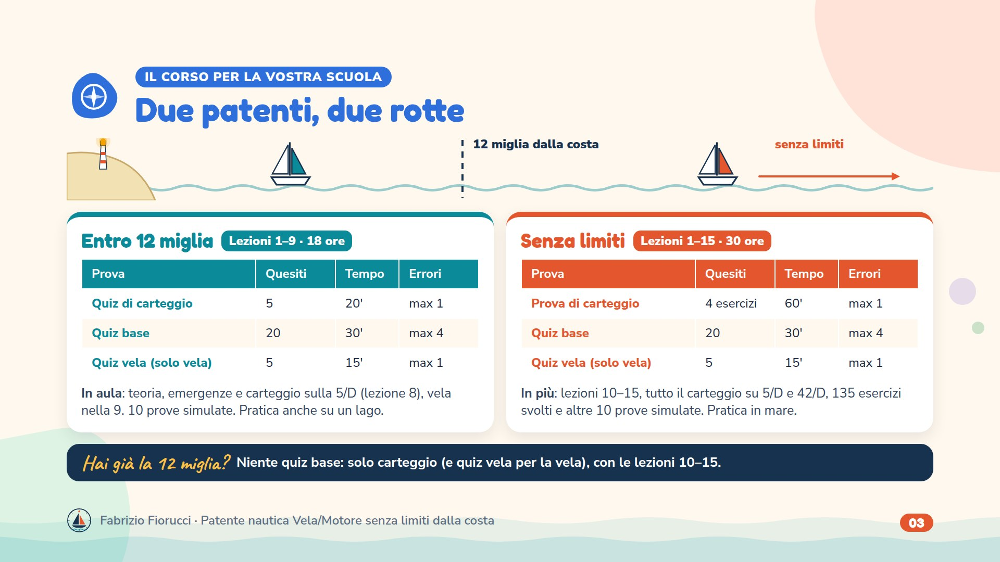 IL CORSO PER LA VOSTRA SCUOLA
Due patenti, due rotte
12 miglia dalla costa
senza limiti
Entro 12 miglia
Lezioni 1–9 · 18 ore
Prova Quesiti Tempo Errori
Quiz di carteggio 5 20' max 1
Quiz base 20 30' max 4
Quiz vela (solo vela) 5 15' max 1
In aula: teoria, emergenze e carteggio sulla 5/D (lezione 8), vela
nella 9. 10 prove simulate. Pratica anche su un lago.
Senza limiti
Lezioni 1–15 · 30 ore
Prova Quesiti Tempo Errori
Prova di carteggio 4 esercizi 60' max 1
Quiz base 20 30' max 4
Quiz vela (solo vela) 5 15' max 1
In più: lezioni 10–15, tutto il carteggio su 5/D e 42/D, 135 esercizi
svolti e altre 10 prove simulate. Pratica in mare.
Hai già la 12 miglia? Niente quiz base: solo carteggio (e quiz vela per la vela), con le lezioni 10–15.
Fabrizio Fiorucci · Patente nautica Vela/Motore senza limiti dalla costa
03